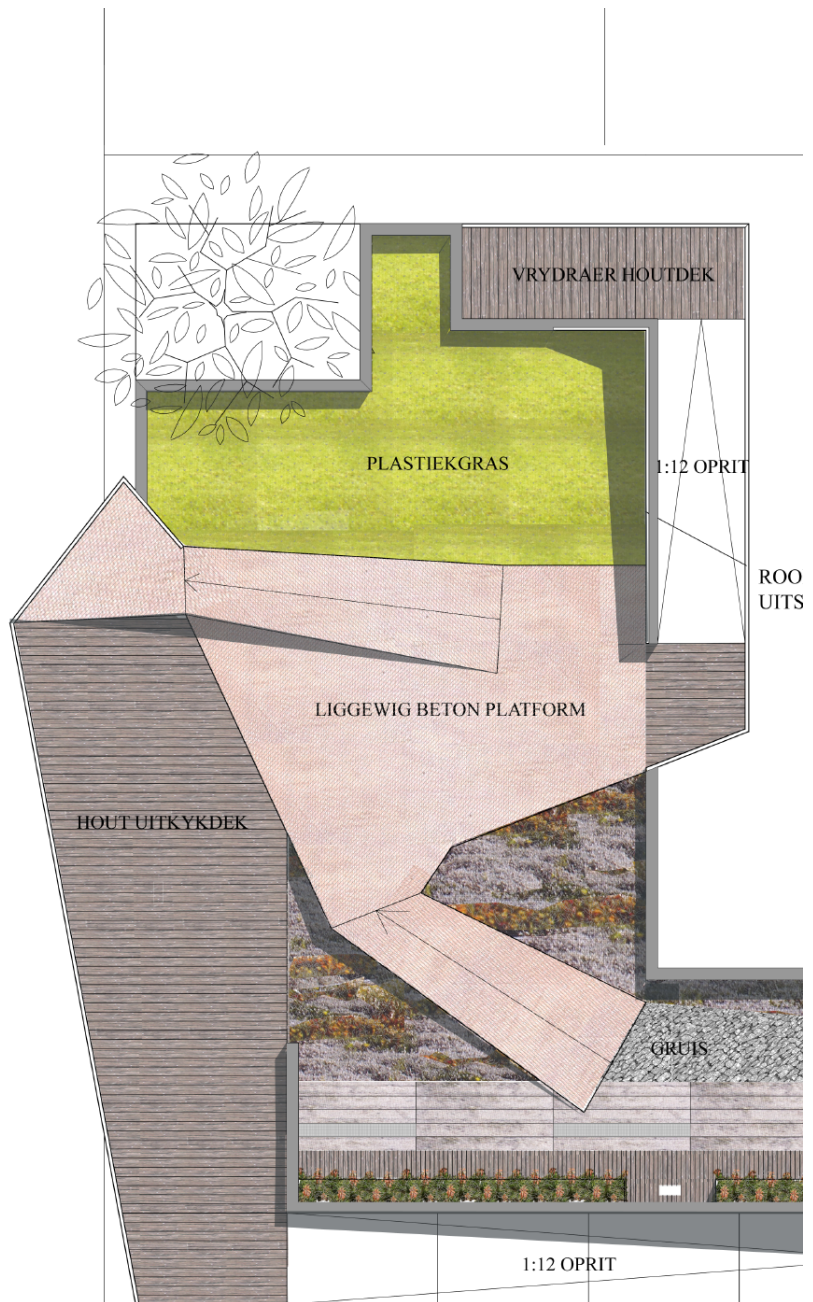 VRYDRAER HOUTDEK
PLASTIEKGRAS
1:12 OPRIT
ROO
UITS
LIGGEWIG BETON PLATFORM
HOUT UITKYKDEK
GRUIS
1:12 OPRIT